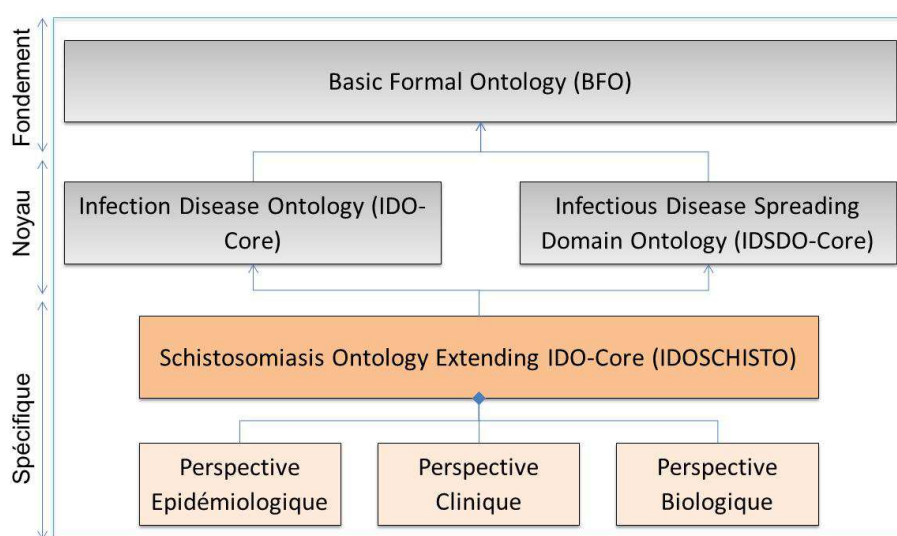 Fondement
Basic Formal Ontology (BFO)
Noyau
Infection Disease Ontology (IDO-
Core)
Infectious Disease Spreading
Domain Ontology (IDSDO-Core)
Spécifique
Schistosomiasis Ontology Extending IDO-Core (IDOSCHISTO)
Perspective
Epidémiologique
Perspective
Clinique
Perspective
Biologique